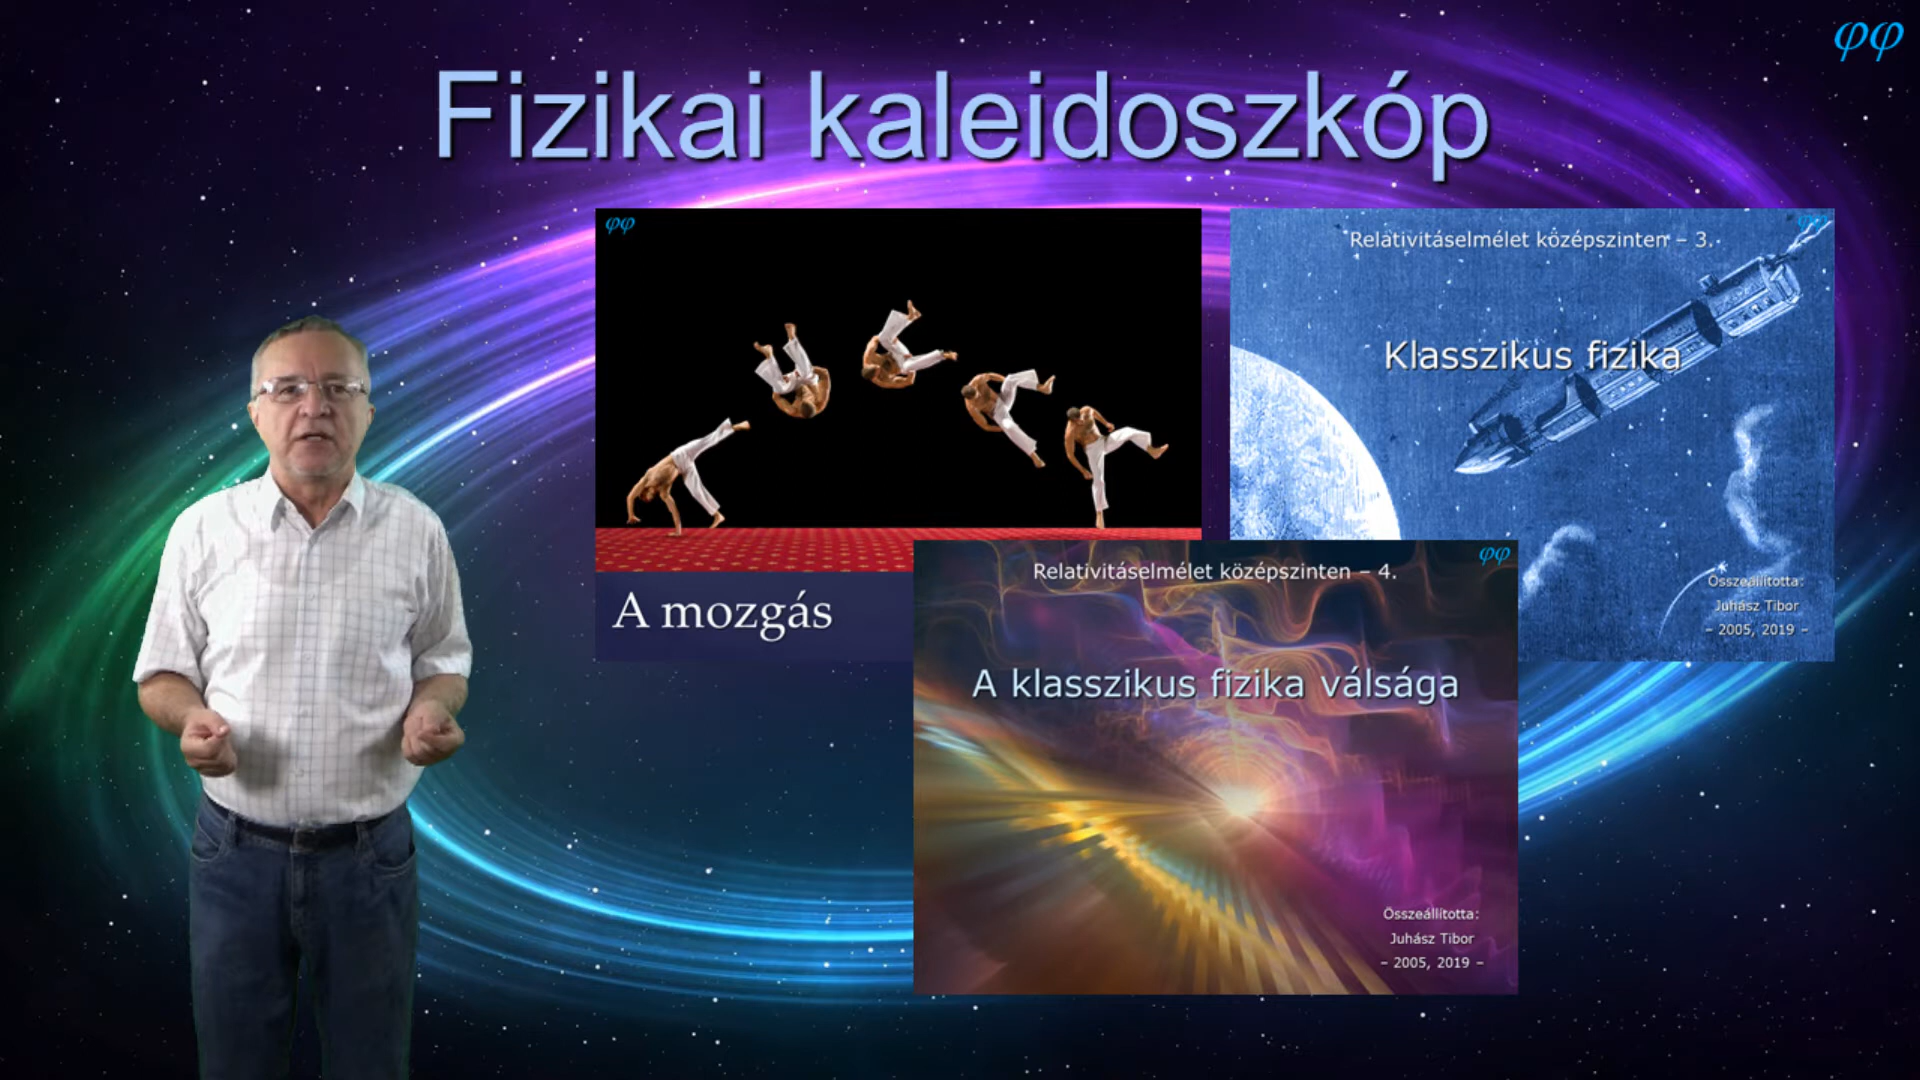 φφ
Fizikai kaleidoszkóp
φφ
A mozgás
φφ
Relativitáselmélet középszinten – 3.
Klasszikus fizika
Összeállította:
Juhász Tibor
– 2005, 2019 –
φφ
Relativitáselmélet középszinten – 4.
A klasszikus fizika válsága
Összeállította:
Juhász Tibor
– 2005, 2019 –